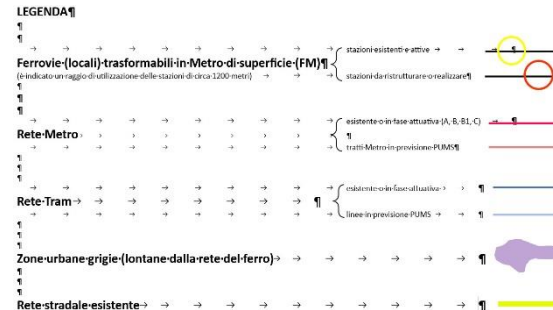 LEGENDA
stazioni esistenti e attive
Ferrovie (locali) trasformabili in Metro di superficie (FM)
(è indicato un raggio di utilizzazione delle stazioni di circa 1200 metri)
stazioni da ristrutturare o realizzare
esistente o in fase attuativa (A, B, B1, C)
Rete Metro
tratti Metro in previsione PUMS
esistente o in fase attuativa
Rete Tram
linee in previsione PUMS
Zone urbane grigie (lontane dalla rete del ferro)
Rete stradale esistente